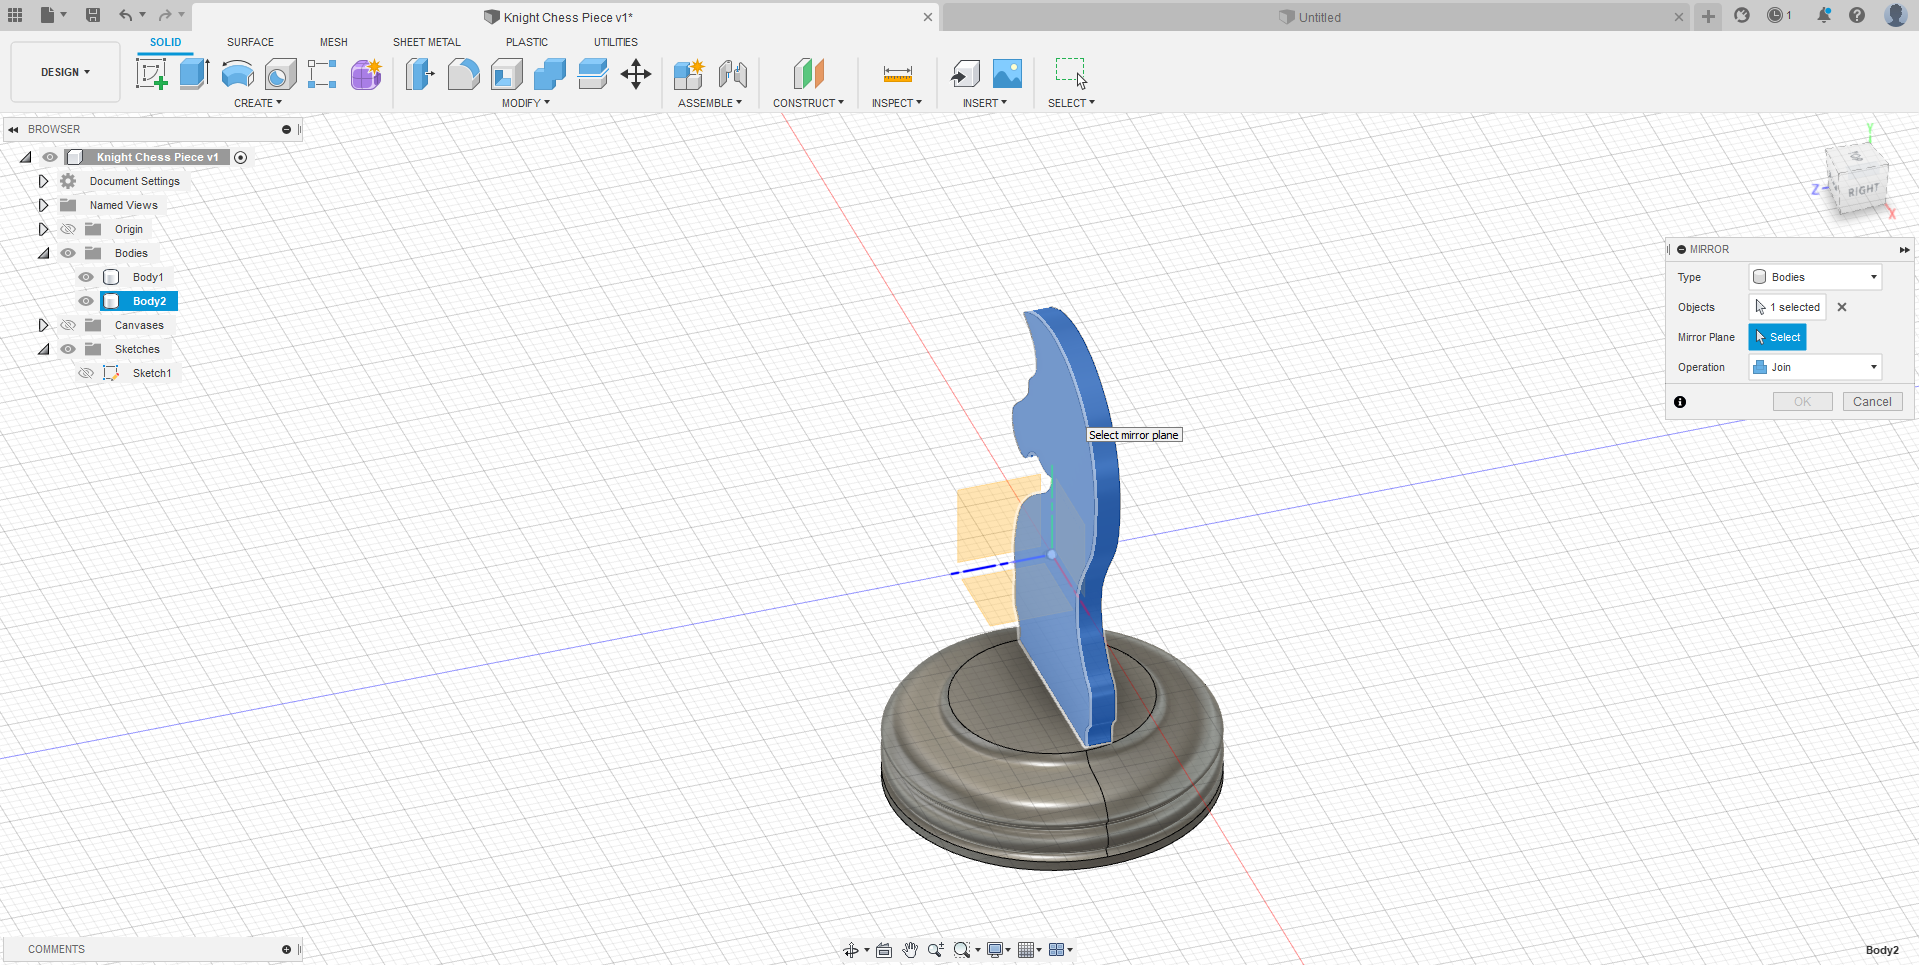 Knight Chess Piece v1*
Untitled
1
SOLID SURFACE MESH SHEET METAL PLASTIC UTILITIES
DESIGN
CREATE MODIFY ASSEMBLE CONSTRUCT INSPECT INSERT SELECT
BROWSER
Knight Chess Piece v1
Document Settings
Named Views
Origin
Bodies
Body1
Body2
Canvases
Sketches
Sketch1
Y
Z
RIGHT
X
MIRROR
Type Bodies
Objects 1 selected
Mirror Plane Select
Operation Join
OK Cancel
Select mirror plane
COMMENTS
Body2